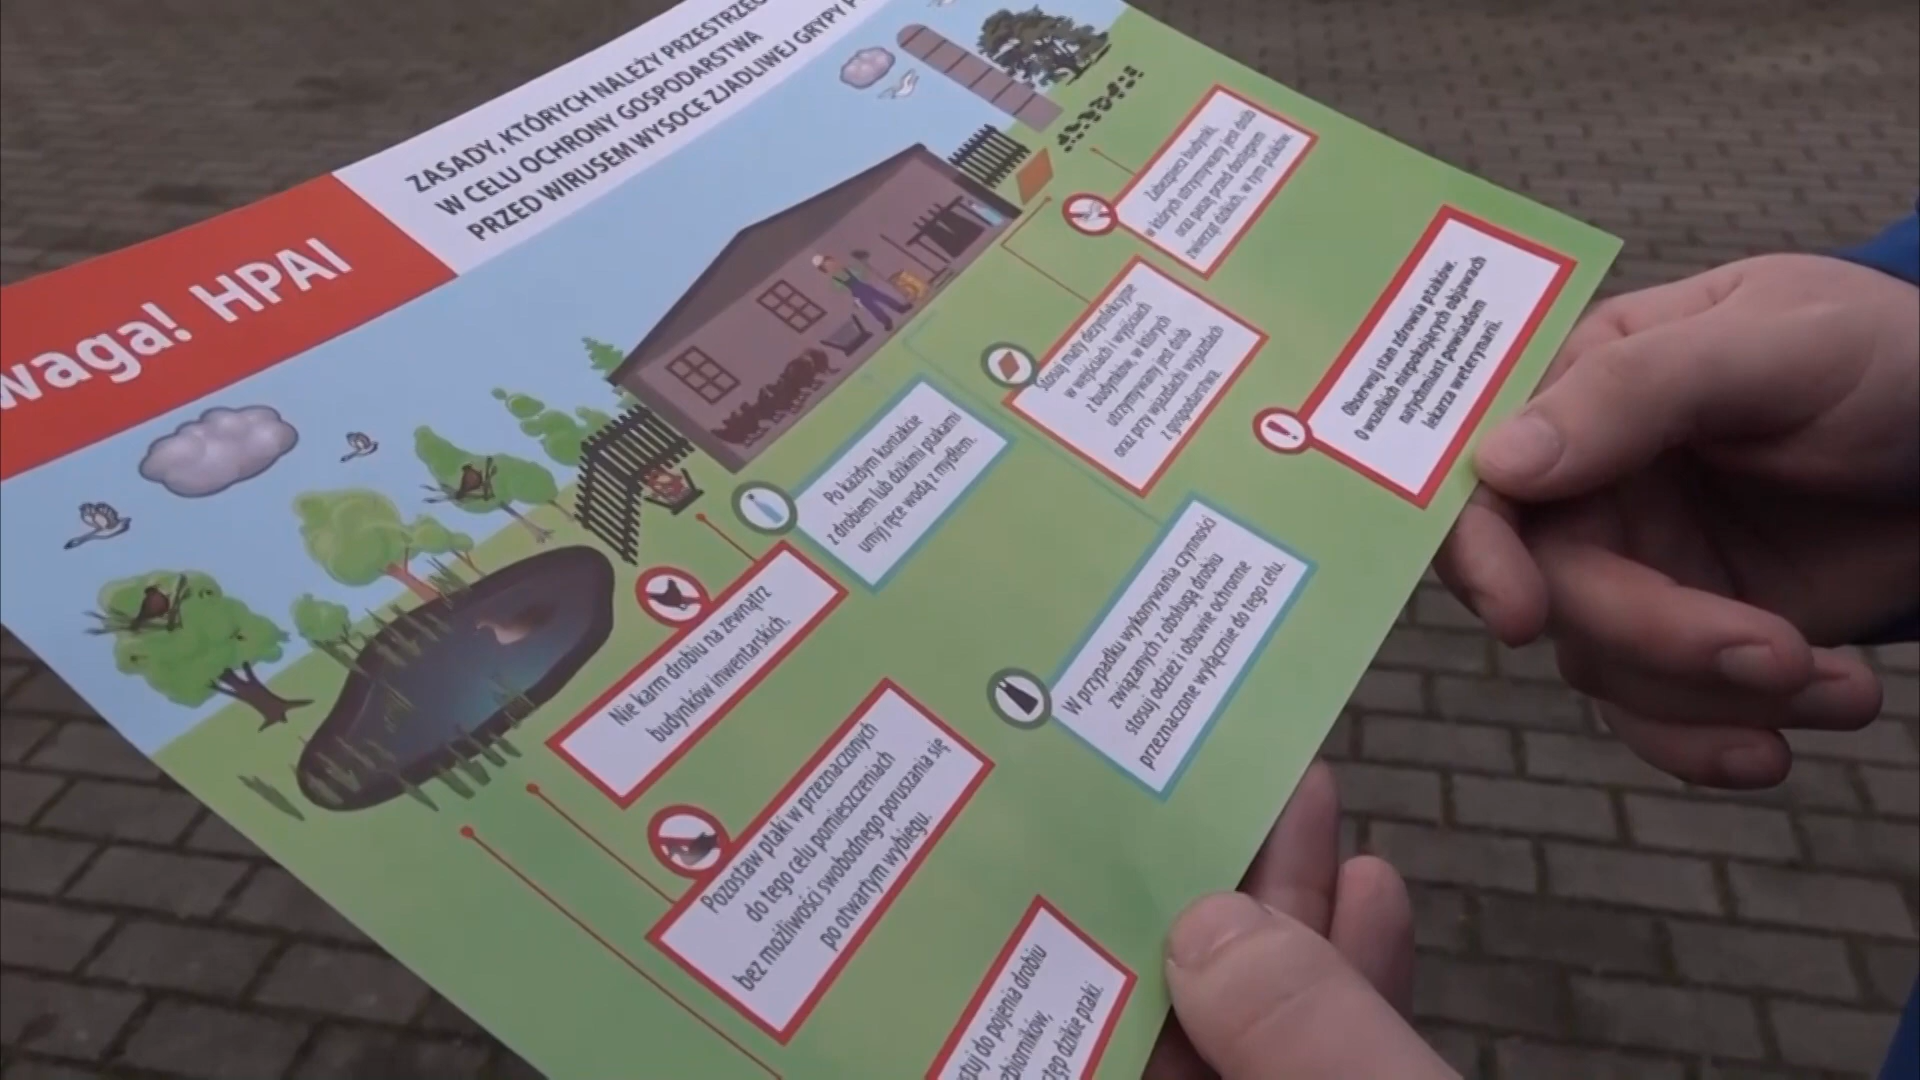 waga! HPAI
ZASADY, KTÓRYCH NALEŻY
W CELU OCHRONY GOSPODARSTWA
PRZED WIRUSEM WYSOCE ZJADLIWEJ GRYPY
Zabezpiecz budynki,
w których utrzymywany jest drób
oraz paszę przed dostępem
zwierząt dzikich, w tym ptaków.
Stosuj maty dezynfekcyjne
w wejściach i wyjściach
z budynków, w których
utrzymywany jest drób
oraz przy wjazdach i wyjazdach
z gospodarstwa.
Obserwuj stan zdrowia ptaków.
O wszelkich niepokojących objawach
natychmiast powiadom
lekarza weterynarii.
Po każdym kontakcie
z drobiem lub dzikimi ptakami
umyj ręce wodą z mydłem.
W przypadku wykonywania czynności
związanych z obsługą drobiu
stosuj odzież i obuwie ochronne
przeznaczone wyłącznie do tego celu.
Nie karm drobiu na zewnątrz
budynków inwentarskich.
Pozostaw ptaki w przeznaczonych
do tego celu pomieszczeniach
bez możliwości swobodnego poruszania się
po otwartym wybiegu.
do pojenia drobiu
zbiorników,
dzikie ptaki.